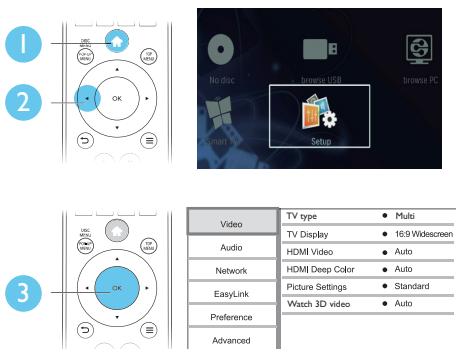 1
DISC
MENU
POP-UP
MENU
TOP
MENU
2
OK
No disc
browse USB
browse PC
Smart TV
Setup
DISC
MENU
POP-UP
MENU
TOP
MENU
3
OK
Video
Audio
Network
EasyLink
Preference
Advanced
TV type ● Multi
TV Display ● 16:9 Widescreen
HDMI Video ● Auto
HDMI Deep Color ● Auto
Picture Settings ● Standard
Watch 3D video ● Auto